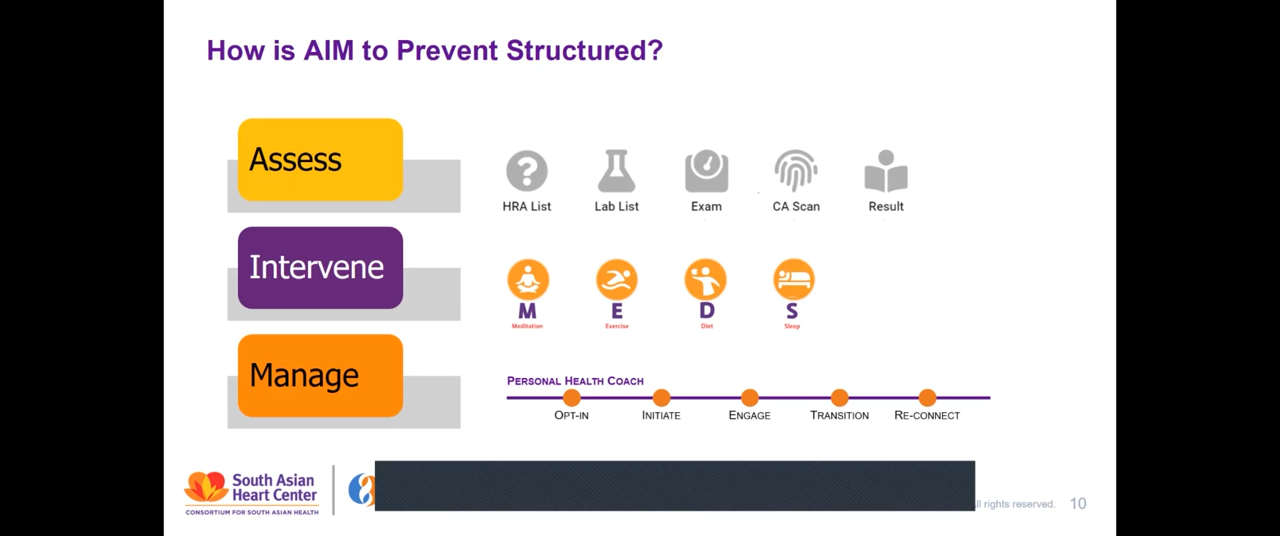 How is AIM to Prevent Structured?
Assess
HRA List
Lab List
Exam
CA Scan
Result
Intervene
M
E
D
S
Meditation
Exercise
Diet
Sleep
Manage
PERSONAL HEALTH COACH
OPT-IN
INITIATE
ENGAGE
TRANSITION
RE-CONNECT
South Asian
Heart Center
CONSORTIUM FOR SOUTH ASIAN HEALTH
rights reserved.
10